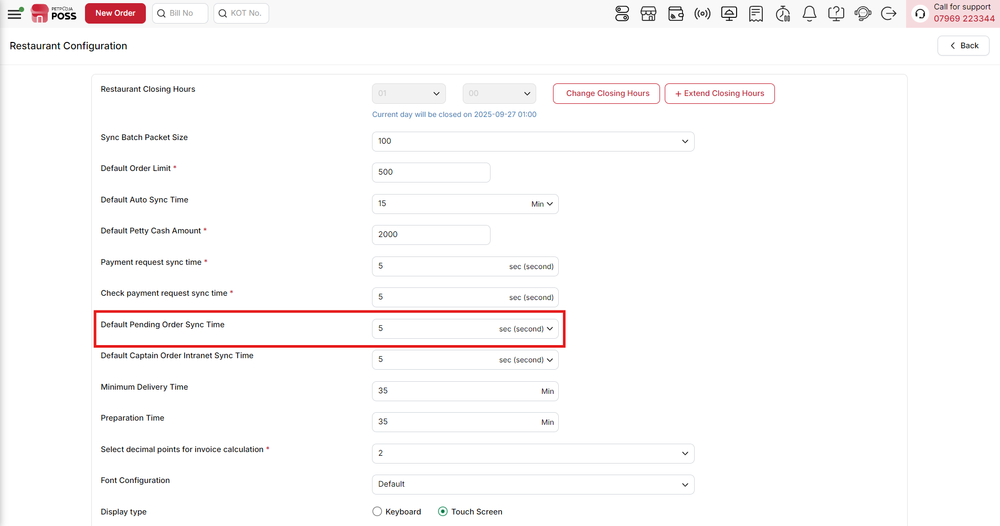 PETPOOJA
POSS
New Order
Bill No
KOT No.
Call for support
07969 223344
Restaurant Configuration
Back
Restaurant Closing Hours
01
00
Change Closing Hours
+ Extend Closing Hours
Current day will be closed on 2025-09-27 01:00
Sync Batch Packet Size
100
Default Order Limit *
500
Default Auto Sync Time
15 Min
Default Petty Cash Amount *
2000
Payment request sync time *
5 sec (second)
Check payment request sync time *
5 sec (second)
Default Pending Order Sync Time
5 sec (second)
Default Captain Order Intranet Sync Time
5 sec (second)
Minimum Delivery Time
35 Min
Preparation Time
35 Min
Select decimal points for invoice calculation *
2
Font Configuration
Default
Display type
Keyboard
Touch Screen